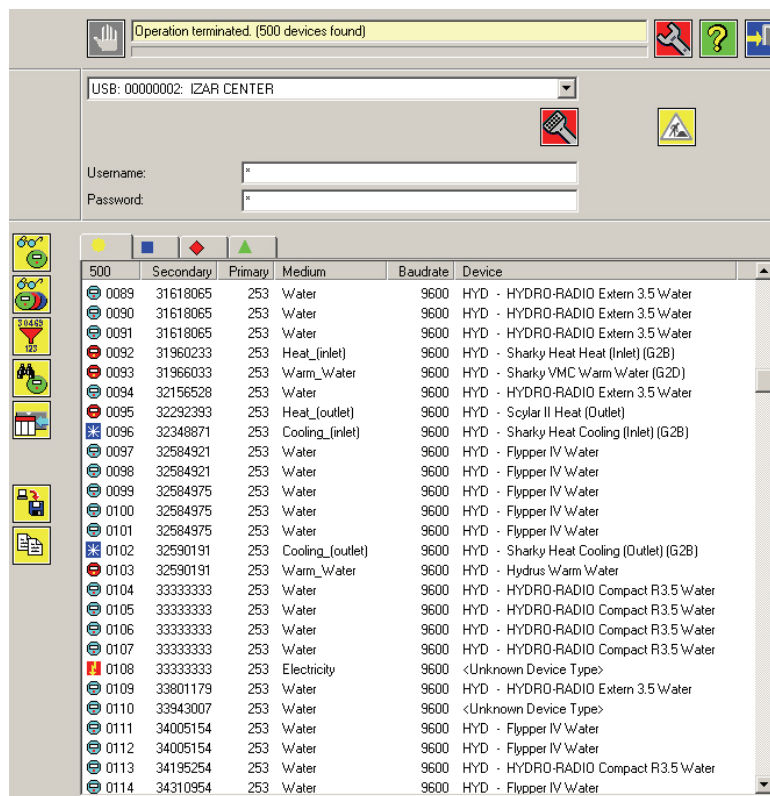 Operation terminated. (500 devices found)
USB: 00000002: IZAR CENTER
Username: *
Password: *
500 Secondary Primary Medium Baudrate Device
0089 31618065 253 Water 9600 HYD - HYDRO-RADIO Extern 3.5 Water
0090 31618065 253 Water 9600 HYD - HYDRO-RADIO Extern 3.5 Water
0091 31618065 253 Water 9600 HYD - HYDRO-RADIO Extern 3.5 Water
0092 31960233 253 Heat_(inlet) 9600 HYD - Sharky Heat Heat (Inlet) (G2B)
0093 31966033 253 Warm_Water 9600 HYD - Sharky VMC Warm Water (G2D)
0094 32156528 253 Water 9600 HYD - HYDRO-RADIO Extern 3.5 Water
0095 32292393 253 Heat_(outlet) 9600 HYD - Scylar II Heat (Outlet)
0096 32348871 253 Cooling_(inlet) 9600 HYD - Sharky Heat Cooling (Inlet) (G2B)
0097 32584921 253 Water 9600 HYD - Flypper IV Water
0098 32584921 253 Water 9600 HYD - Flypper IV Water
0099 32584975 253 Water 9600 HYD - Flypper IV Water
0100 32584975 253 Water 9600 HYD - Flypper IV Water
0101 32584975 253 Water 9600 HYD - Flypper IV Water
0102 32590191 253 Cooling_(outlet) 9600 HYD - Sharky Heat Cooling (Outlet) (G2B)
0103 32590191 253 Warm_Water 9600 HYD - Hydrus Warm Water
0104 33333333 253 Water 9600 HYD - HYDRO-RADIO Compact R3.5 Water
0105 33333333 253 Water 9600 HYD - HYDRO-RADIO Compact R3.5 Water
0106 33333333 253 Water 9600 HYD - HYDRO-RADIO Compact R3.5 Water
0107 33333333 253 Water 9600 HYD - HYDRO-RADIO Compact R3.5 Water
0108 33333333 253 Electricity 9600 <Unknown Device Type>
0109 33801179 253 Water 9600 HYD - HYDRO-RADIO Extern 3.5 Water
0110 33943007 253 Water 9600 <Unknown Device Type>
0111 34005154 253 Water 9600 HYD - Flypper IV Water
0112 34005154 253 Water 9600 HYD - Flypper IV Water
0113 34195254 253 Water 9600 HYD - HYDRO-RADIO Compact R3.5 Water
0114 34310954 253 Water 9600 HYD - Flypper IV Water
30469
123